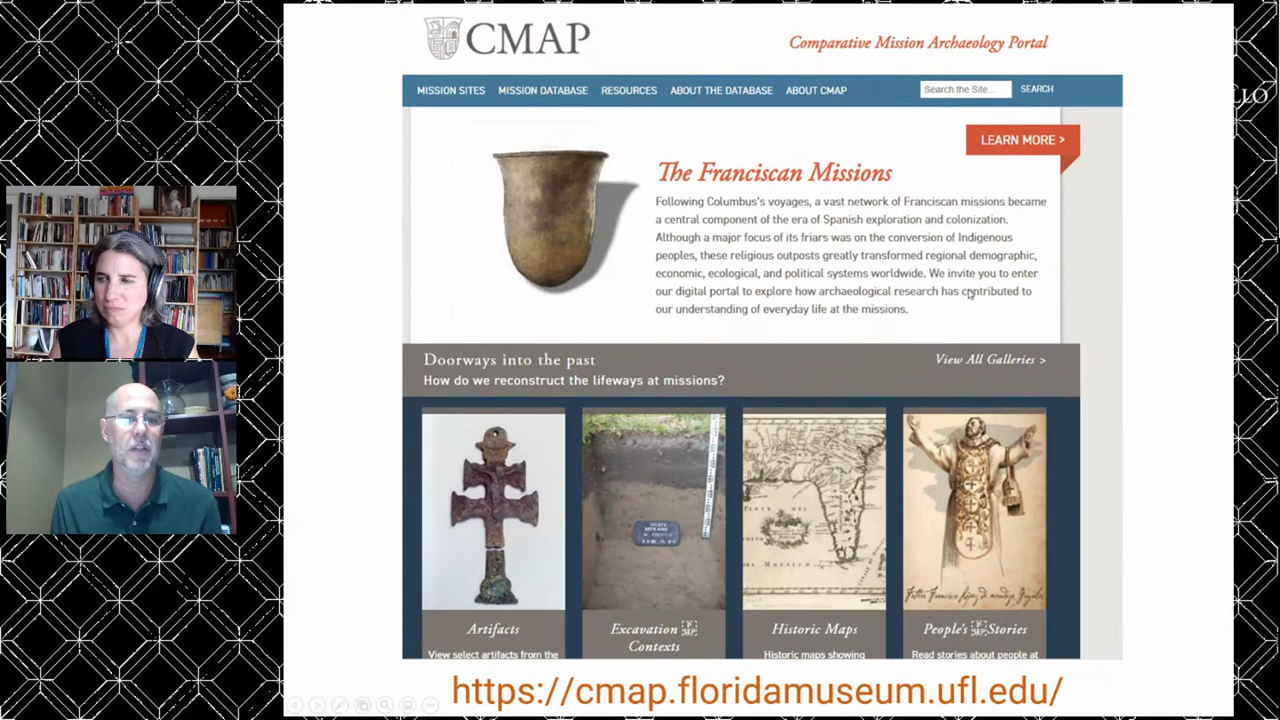 CMAP
Comparative Mission Archaeology Portal
MISSION SITES MISSION DATABASE RESOURCES ABOUT THE DATABASE ABOUT CMAP Search the Site... SEARCH
LEARN MORE >
The Franciscan Missions
Following Columbus's voyages, a vast network of Franciscan missions became
a central component of the era of Spanish exploration and colonization.
Although a major focus of its friars was on the conversion of Indigenous
peoples, these religious outposts greatly transformed regional demographic,
economic, ecological, and political systems worldwide. We invite you to enter
our digital portal to explore how archaeological research has contributed to
our understanding of everyday life at the missions.
Doorways into the past
View All Galleries >
How do we reconstruct the lifeways at missions?
Artifacts
View select artifacts from the
Excavation
Contexts
Historic Maps
Historic maps showing
People's Stories
Read stories about people at
https://cmap.floridamuseum.ufl.edu/